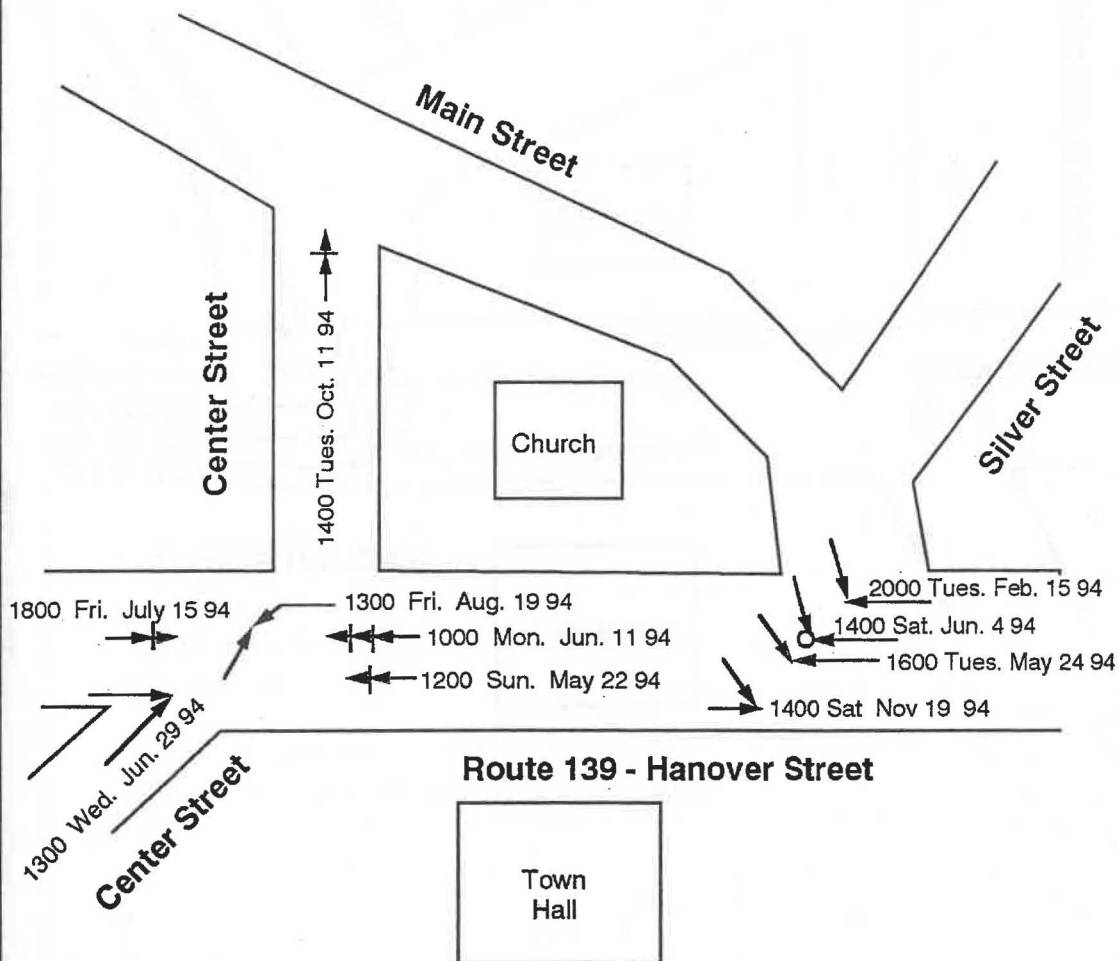 Main Street
Center Street
1400 Tues. Oct. 11 94
Church
Silver Street
2000 Tues. Feb. 15 94
1800 Fri. July 15 94
1300 Fri. Aug. 19 94
1400 Sat. Jun. 4 94
1000 Mon. Jun. 11 94
1600 Tues. May 24 94
1200 Sun. May 22 94
1400 Sat Nov 19 94
1300 Wed. Jun. 29 94
Center Street
Route 139 - Hanover Street
Town
Hall